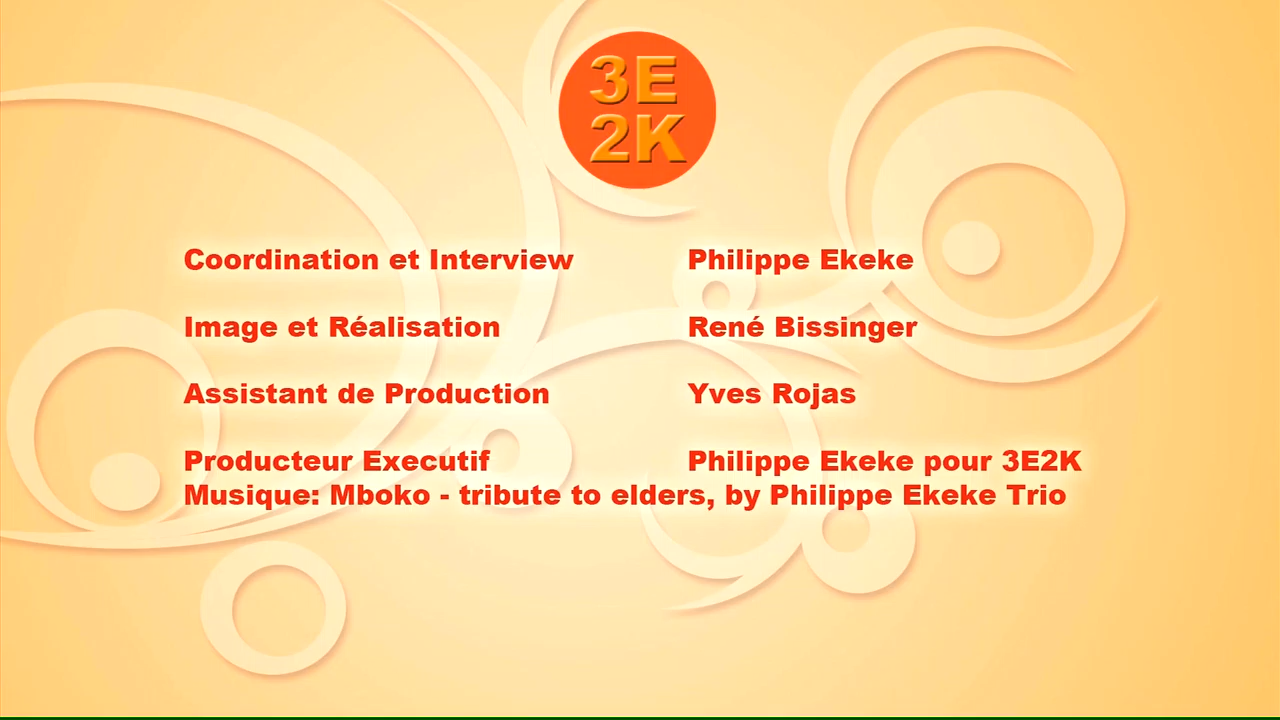 3E
2K
Coordination et Interview Philippe Ekeke
Image et Réalisation René Bissinger
Assistant de Production Yves Rojas
Producteur Executif Philippe Ekeke pour 3E2K
Musique: Mboko - tribute to elders, by Philippe Ekeke Trio